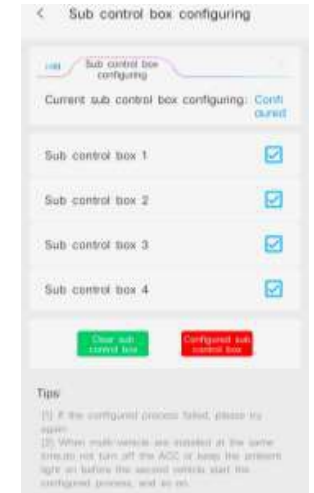 < Sub control box configuring
Sub control box
configuring
Current sub control box configuring: Confi
gured
Sub control box 1
Sub control box 2
Sub control box 3
Sub control box 4
Clear sub
control box
Configured sub
control box
Tips
[1] If the configured process failed, please try
again
[2] When multi-vehicle are installed at the same
time,do not turn off the ACC or keep the ambient
light on before the second vehicle start the
configured process, and so on.